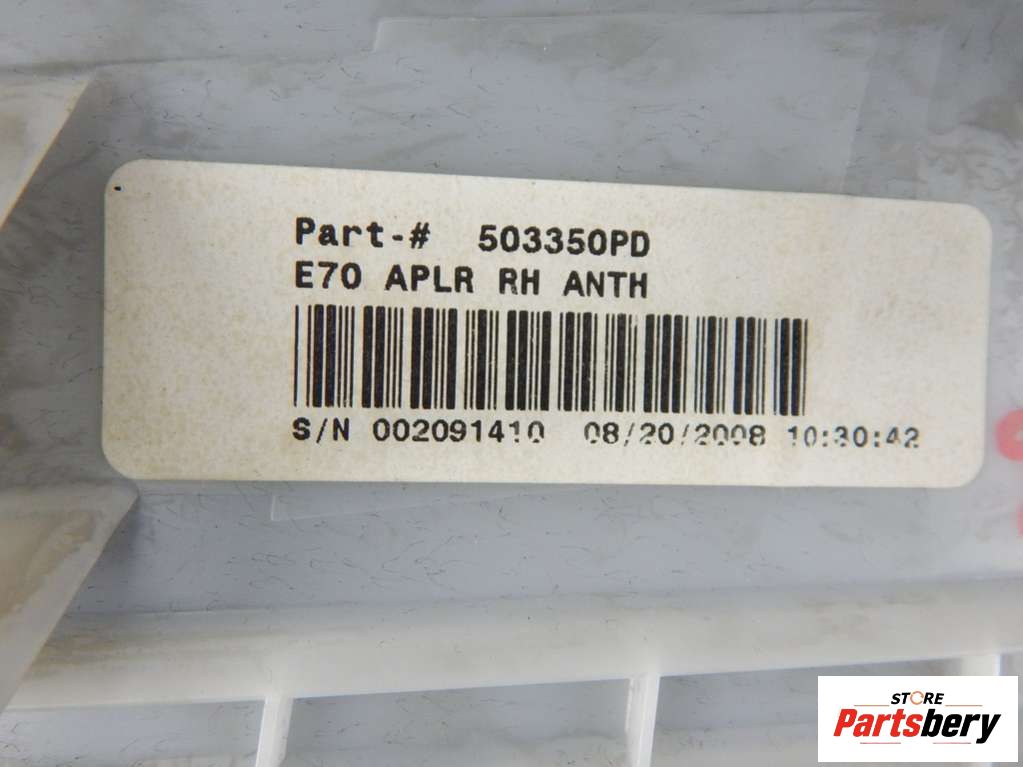 Part-# 503350PD
E70 APLR RH ANTH
S/N 002091410 08/20/2008 10:30:42
STORE
Partsbery